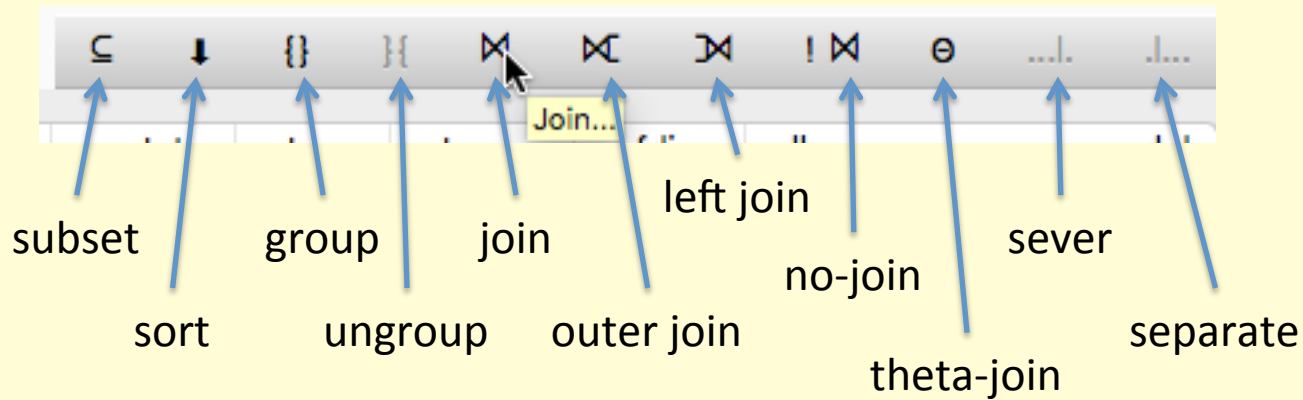 ⊆ ⬇ {} }{ ⋈ ⋊⊏ ⊐⋉ ! ⋈ Θ ...|. .|...
Join...
left join
subset group join sever
no-join
sort ungroup outer join separate
theta-join